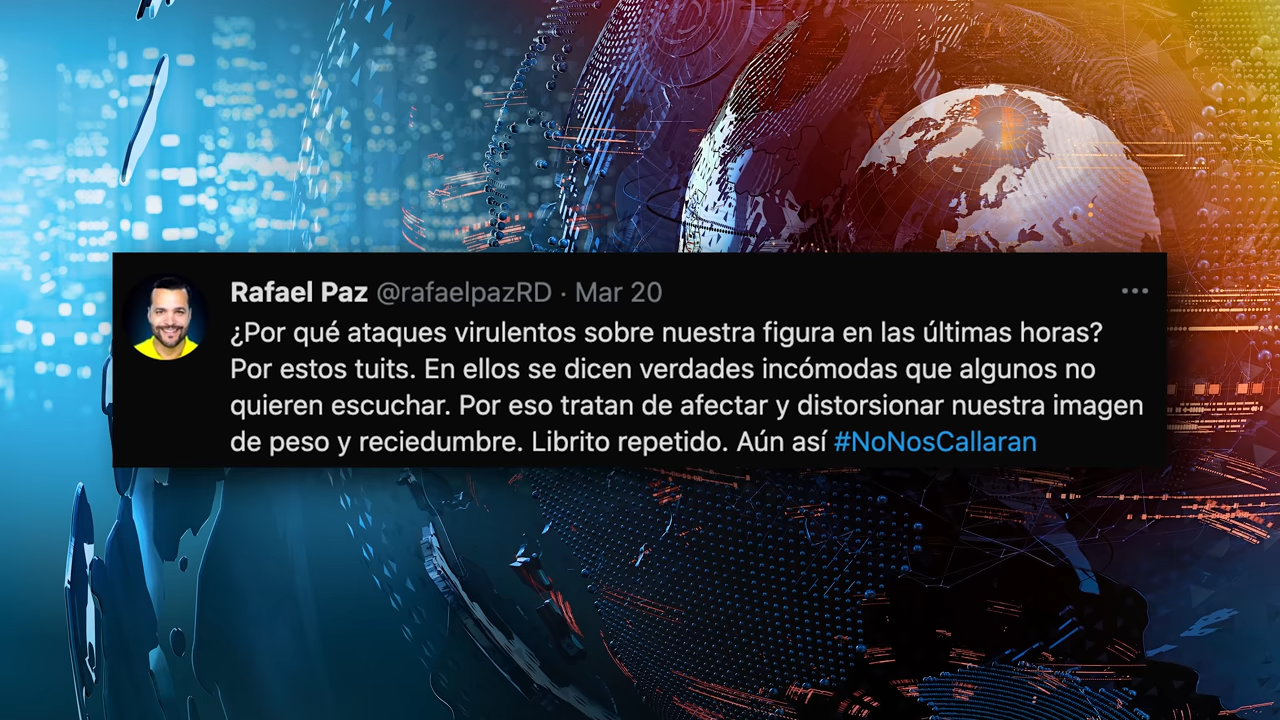 Rafael Paz @rafaelpazRD · Mar 20
¿Por qué ataques virulentos sobre nuestra figura en las últimas horas?
Por estos tuits. En ellos se dicen verdades incómodas que algunos no
quieren escuchar. Por eso tratan de afectar y distorsionar nuestra imagen
de peso y reciedumbre. Librito repetido. Aún así #NoNosCallaran